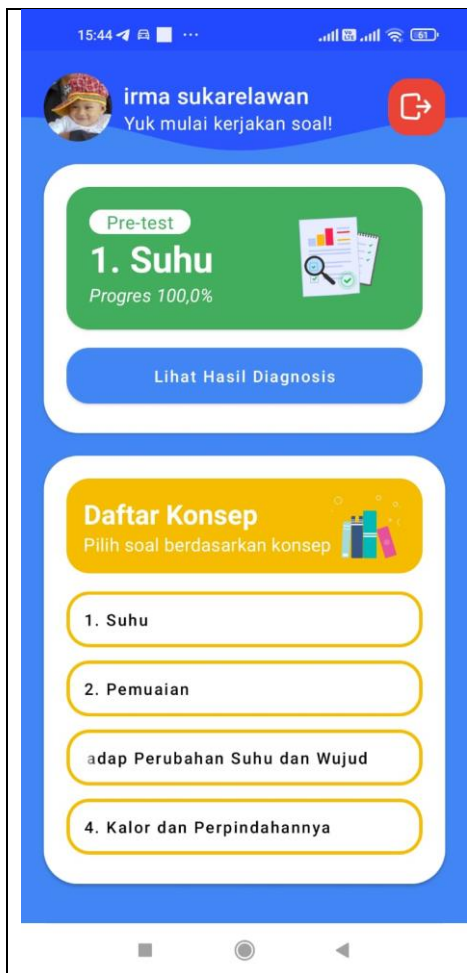 15:44
61
irma sukarelawan
Yuk mulai kerjakan soal!
Pre-test
1. Suhu
Progres 100,0%
Lihat Hasil Diagnosis
Daftar Konsep
Pilih soal berdasarkan konsep
1. Suhu
2. Pemuaian
adap Perubahan Suhu dan Wujud
4. Kalor dan Perpindahannya